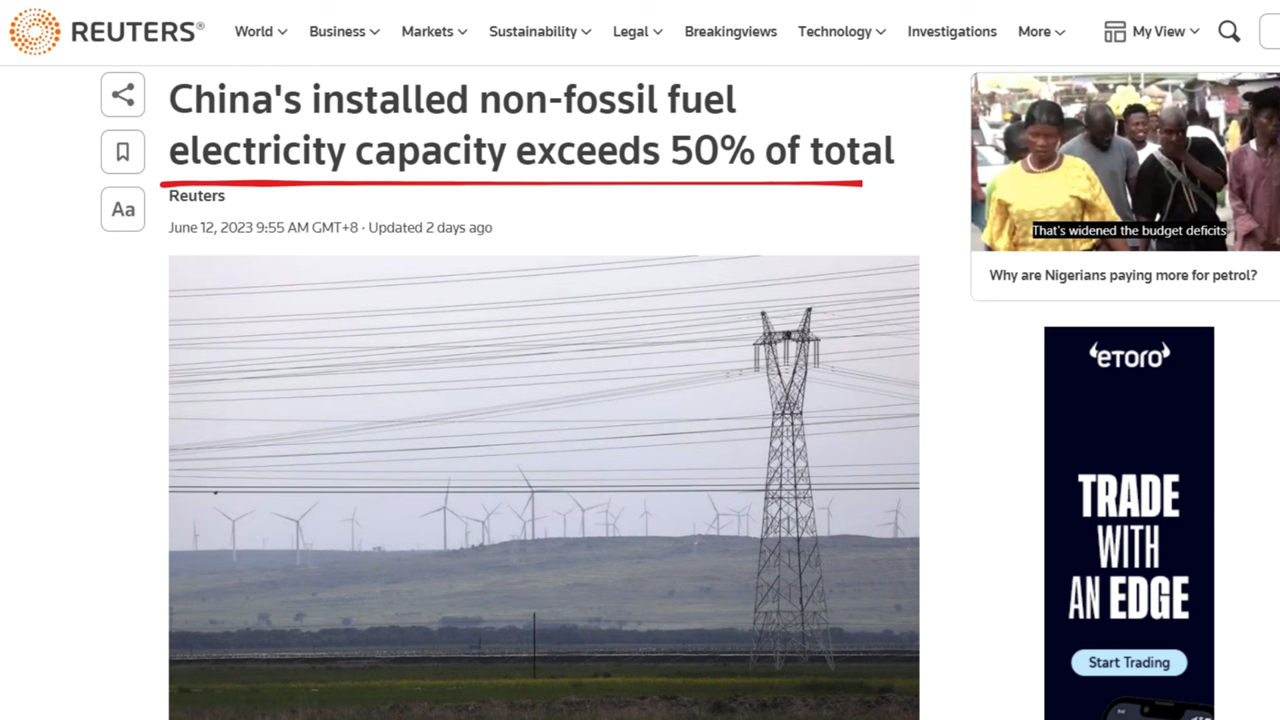 REUTERS®
World Business Markets Sustainability Legal Breakingviews Technology Investigations More My View
China's installed non-fossil fuel
electricity capacity exceeds 50% of total
Aa
Reuters
June 12, 2023 9:55 AM GMT+8 · Updated 2 days ago
That's widened the budget deficits
Why are Nigerians paying more for petrol?
eToro
TRADE
WITH
AN EDGE
Start Trading